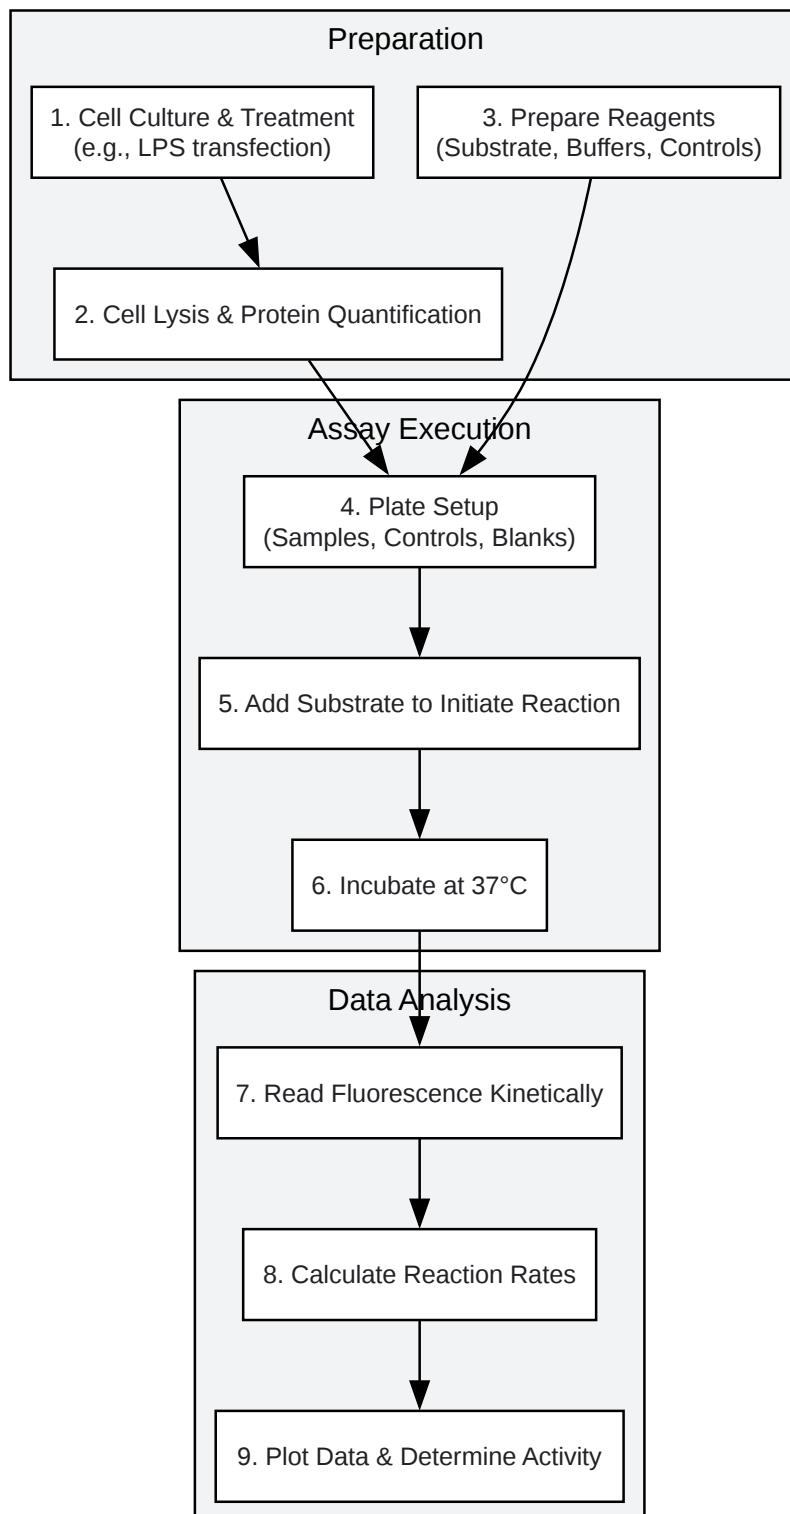 Preparation
1. Cell Culture & Treatment
(e.g., LPS transfection)
3. Prepare Reagents
(Substrate, Buffers, Controls)
2. Cell Lysis & Protein Quantification
Assay Execution
4. Plate Setup
(Samples, Controls, Blanks)
5. Add Substrate to Initiate Reaction
6. Incubate at 37°C
Data Analysis
7. Read Fluorescence Kinetically
8. Calculate Reaction Rates
9. Plot Data & Determine Activity